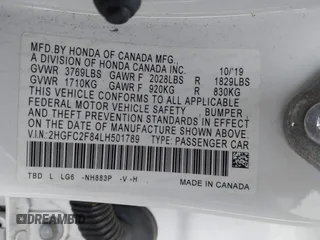 MFD.BY HONDA OF CANADA MFG.,
A DIVISION OF HONDA CANADA INC. 10/19
GVWR 3769LBS GAWR F 2028LBS R 1829LBS
GVWR 1710KG GAWR F 920KG R 830KG
THIS VEHICLE CONFORMS TO ALL APPLICABLE
FEDERAL MOTOR VEHICLE SAFETY, BUMPER,
AND THEFT PREVENTION STANDARDS IN EFFECT
ON THE DATE OF MANUFACTURE SHOWN ABOVE.
V.I.N: 2HGFC2F84LH501789 TYPE: PASSENGER CAR
TBD L LG6 -NH883P -V-H
MADE IN CANADA
DREAMBID